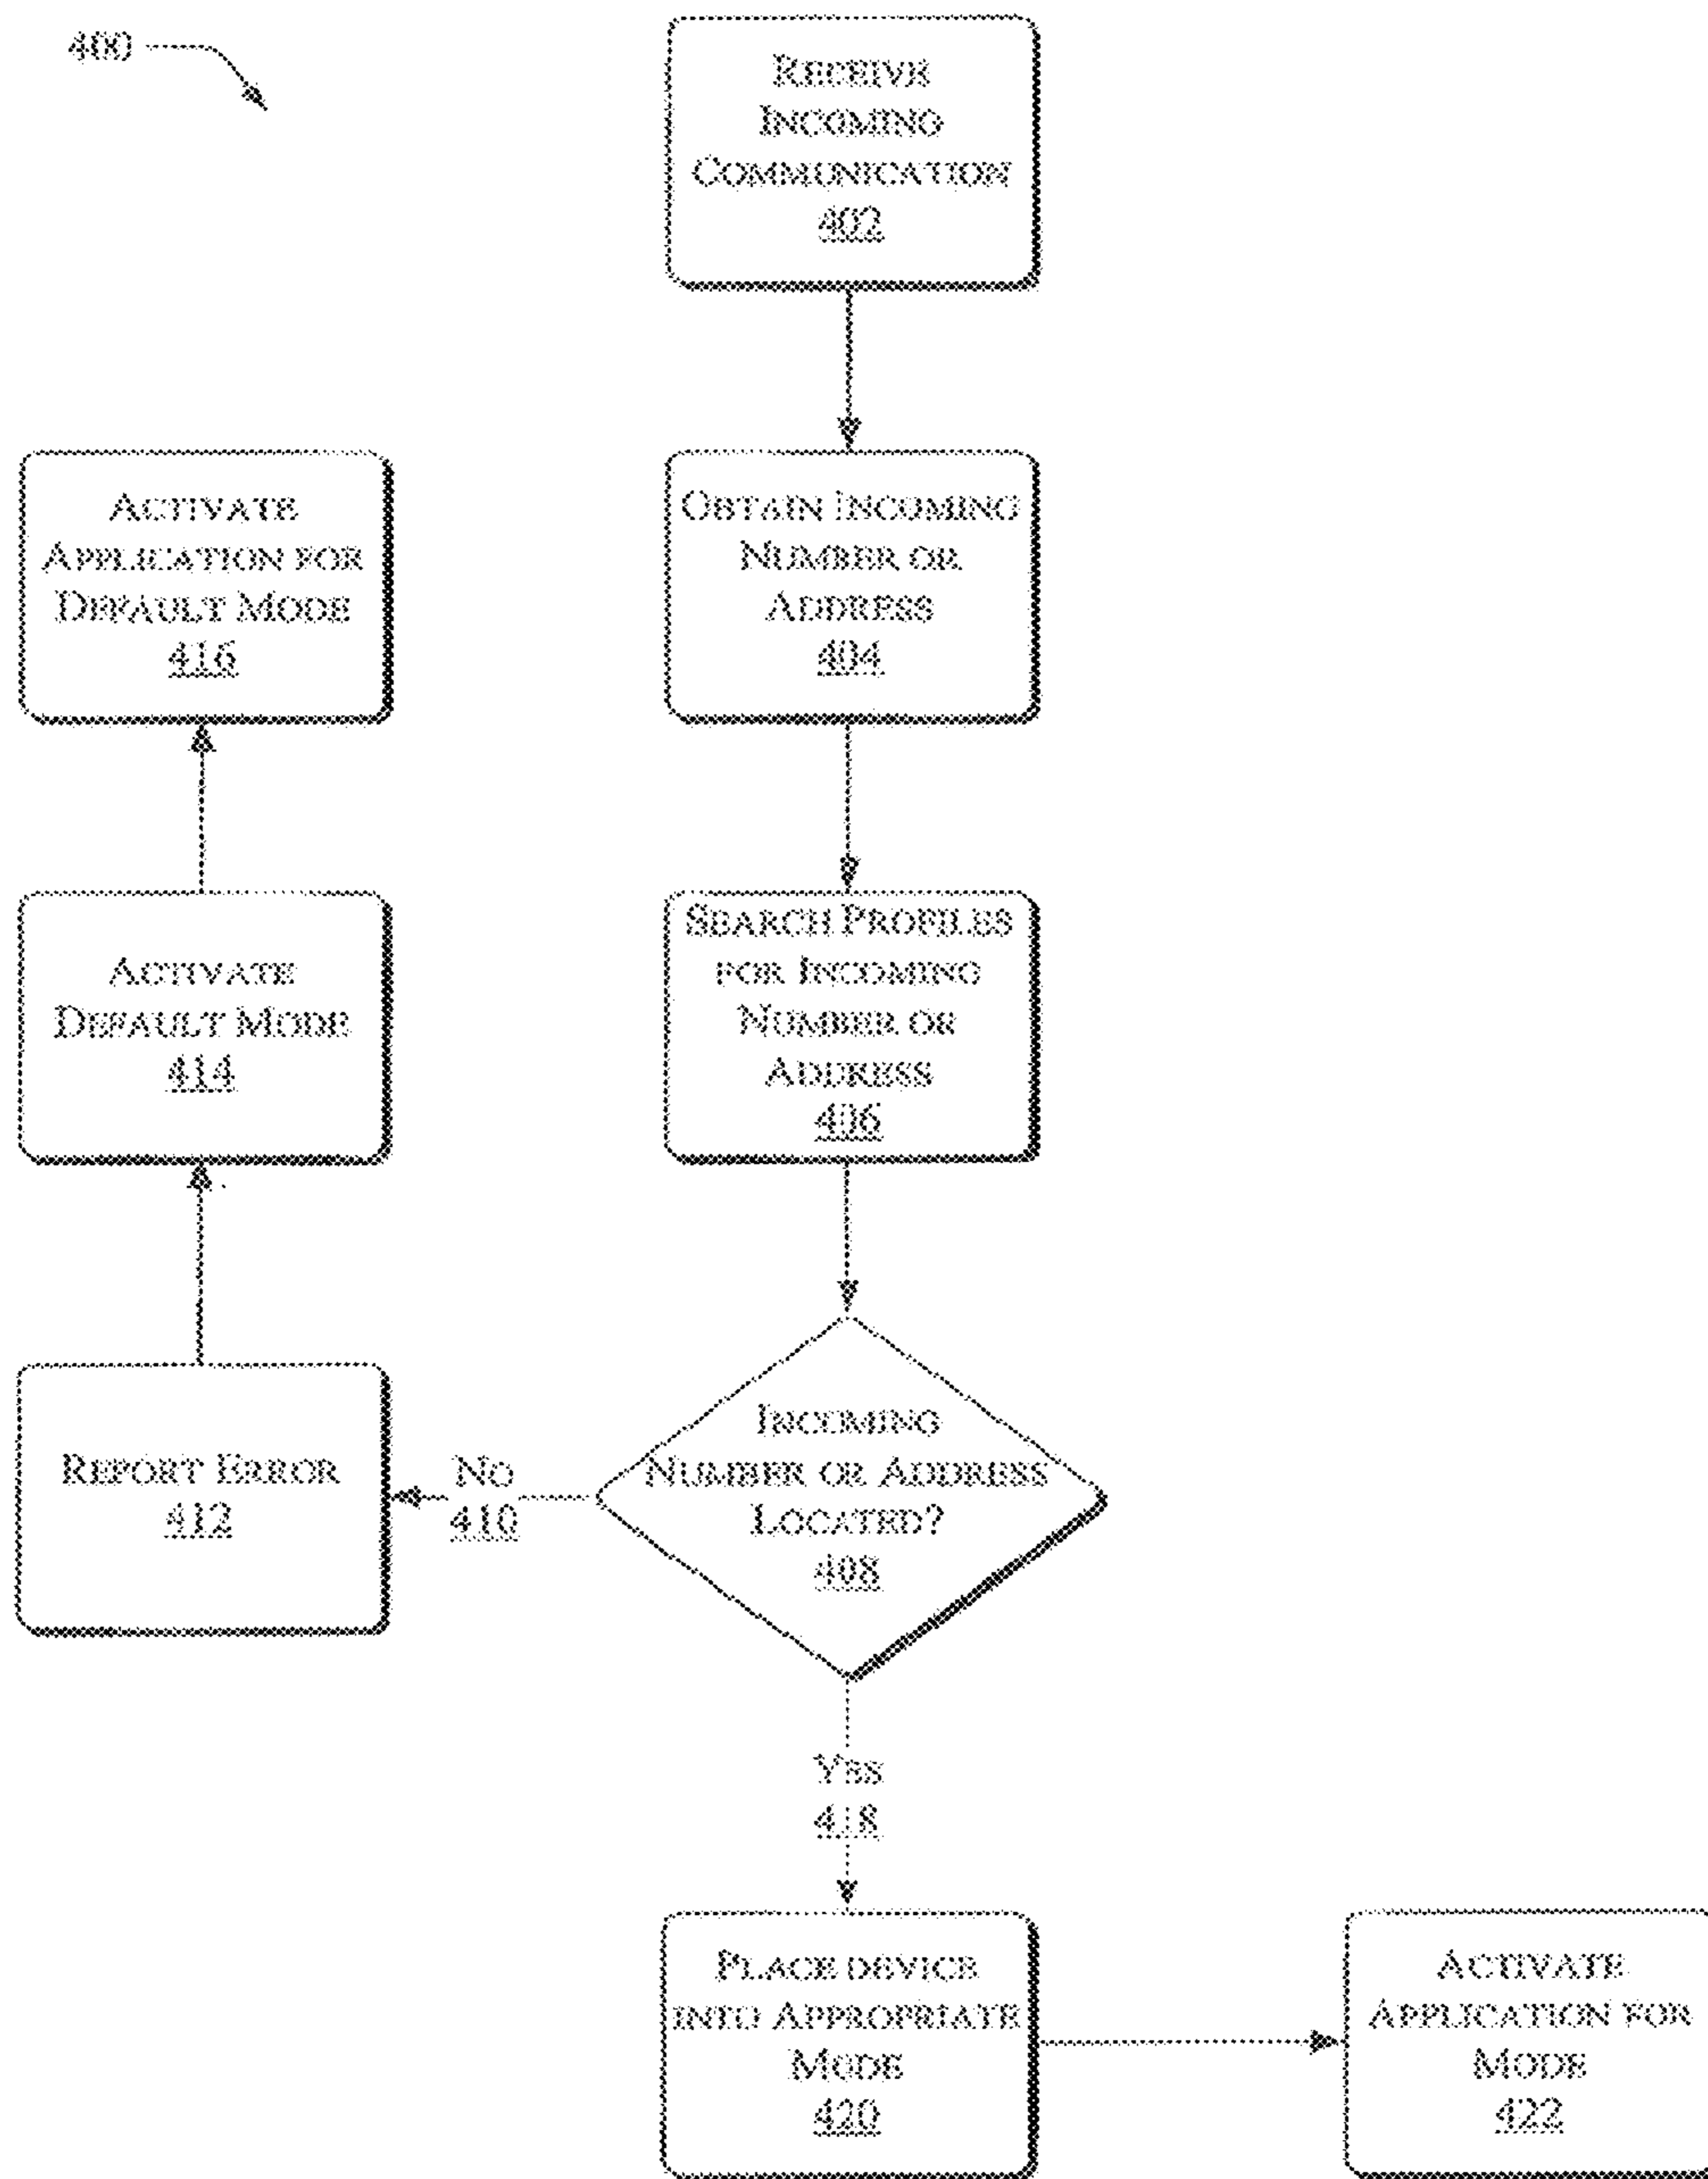 400
RECEIVE
INCOMING
COMMUNICATION
402
OBTAIN INCOMING
NUMBER OR
ADDRESS
404
SEARCH PROFILES
FOR INCOMING
NUMBER OR
ADDRESS
406
INCOMING
NUMBER OR ADDRESS
LOCATED?
408
NO
410
REPORT ERROR
412
ACTIVATE
DEFAULT MODE
414
ACTIVATE
APPLICATION FOR
DEFAULT MODE
416
YES
418
PLACE DEVICE
INTO APPROPRIATE
MODE
420
ACTIVATE
APPLICATION FOR
MODE
422